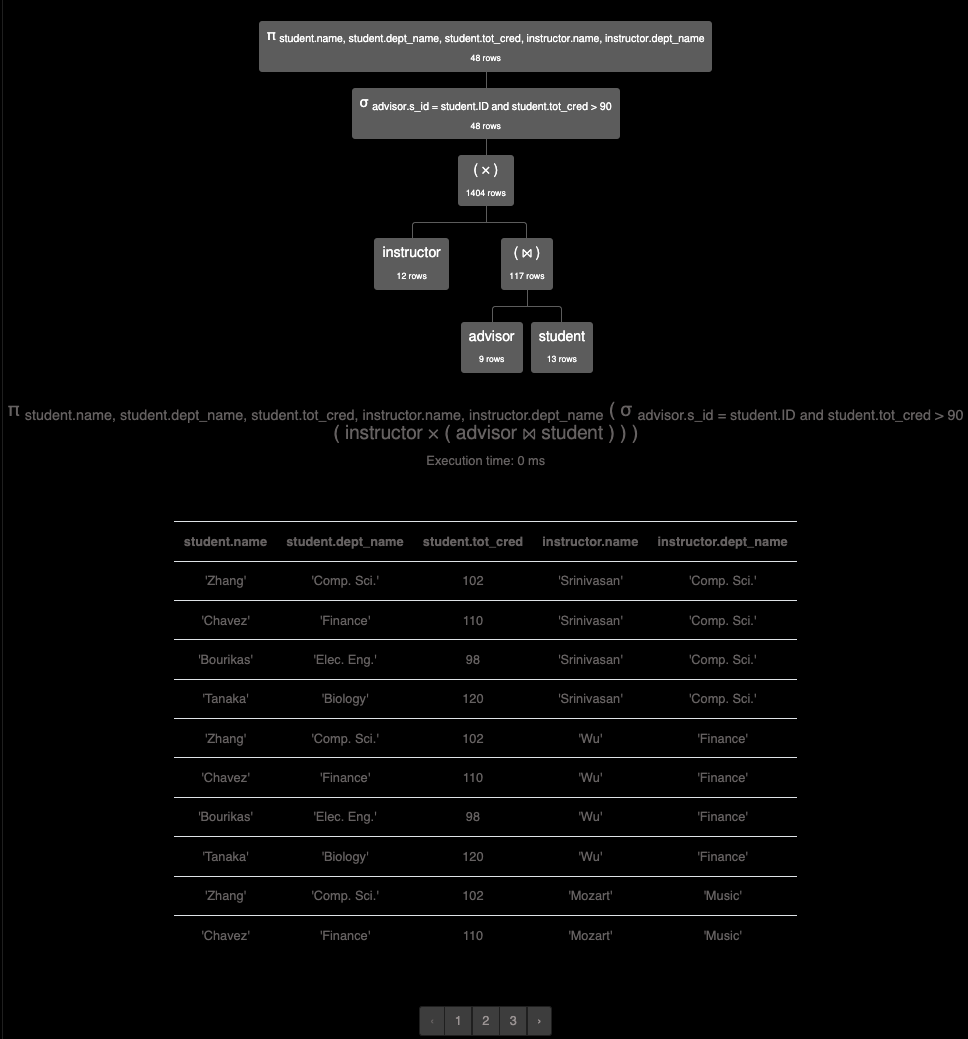 π student.name, student.dept_name, student.tot_cred, instructor.name, instructor.dept_name
48 rows
σ advisor.s_id = student.ID and student.tot_cred > 90
48 rows
( × )
1404 rows
instructor
12 rows
( ⋈ )
117 rows
advisor
9 rows
student
13 rows
π student.name, student.dept_name, student.tot_cred, instructor.name, instructor.dept_name ( σ advisor.s_id = student.ID and student.tot_cred > 90
( instructor × ( advisor ⋈ student ) ) )
Execution time: 0 ms
student.name student.dept_name student.tot_cred instructor.name instructor.dept_name
'Zhang' 'Comp. Sci.' 102 'Srinivasan' 'Comp. Sci.'
'Chavez' 'Finance' 110 'Srinivasan' 'Comp. Sci.'
'Bourikas' 'Elec. Eng.' 98 'Srinivasan' 'Comp. Sci.'
'Tanaka' 'Biology' 120 'Srinivasan' 'Comp. Sci.'
'Zhang' 'Comp. Sci.' 102 'Wu' 'Finance'
'Chavez' 'Finance' 110 'Wu' 'Finance'
'Bourikas' 'Elec. Eng.' 98 'Wu' 'Finance'
'Tanaka' 'Biology' 120 'Wu' 'Finance'
'Zhang' 'Comp. Sci.' 102 'Mozart' 'Music'
'Chavez' 'Finance' 110 'Mozart' 'Music'
‹ 1 2 3 ›